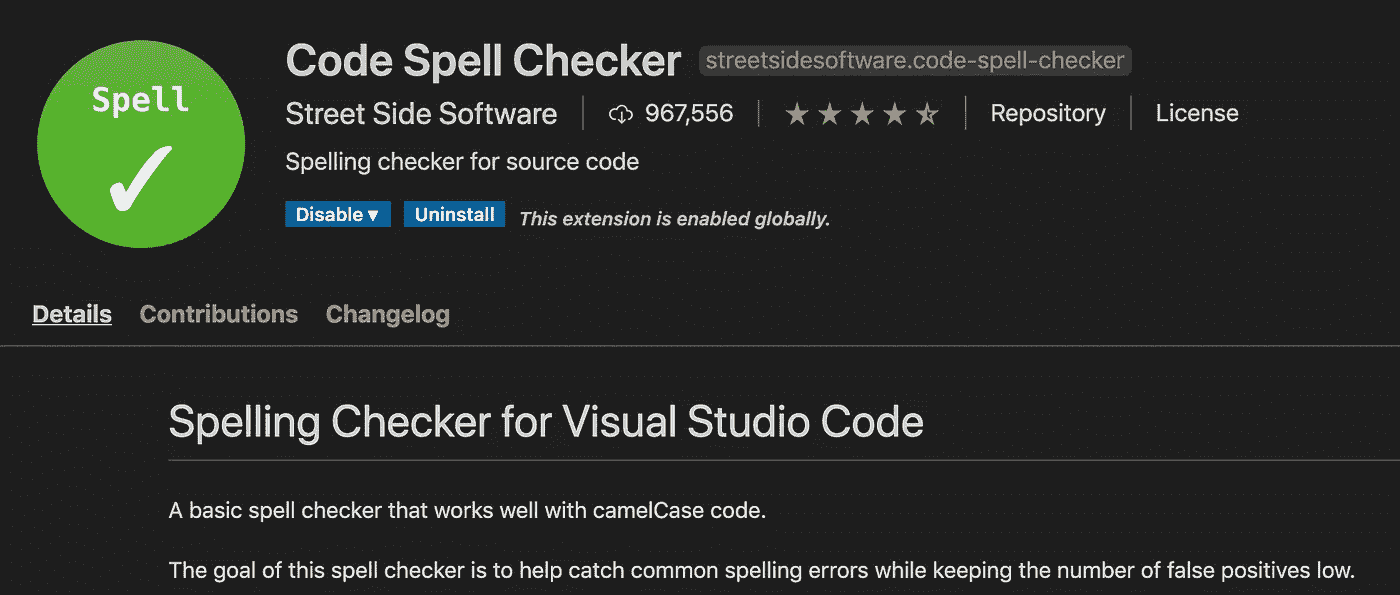 Spell
Code Spell Checker streetsidesoftware.code-spell-checker
Street Side Software 967,556 Repository License
Spelling checker for source code
Disable Uninstall This extension is enabled globally.
Details Contributions Changelog
Spelling Checker for Visual Studio Code
A basic spell checker that works well with camelCase code.
The goal of this spell checker is to help catch common spelling errors while keeping the number of false positives low.